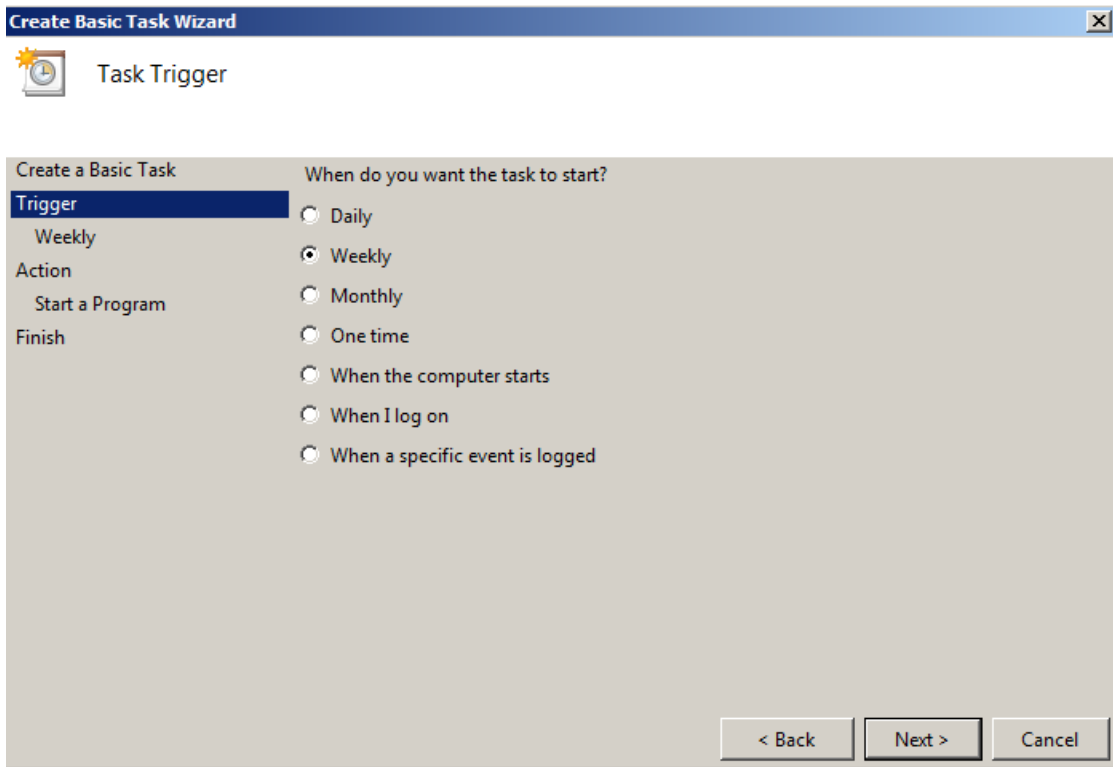 Create Basic Task Wizard
Task Trigger
Create a Basic Task
Trigger
Weekly
Action
Start a Program
Finish
When do you want the task to start?
Daily
Weekly
Monthly
One time
When the computer starts
When I log on
When a specific event is logged
< Back
Next >
Cancel